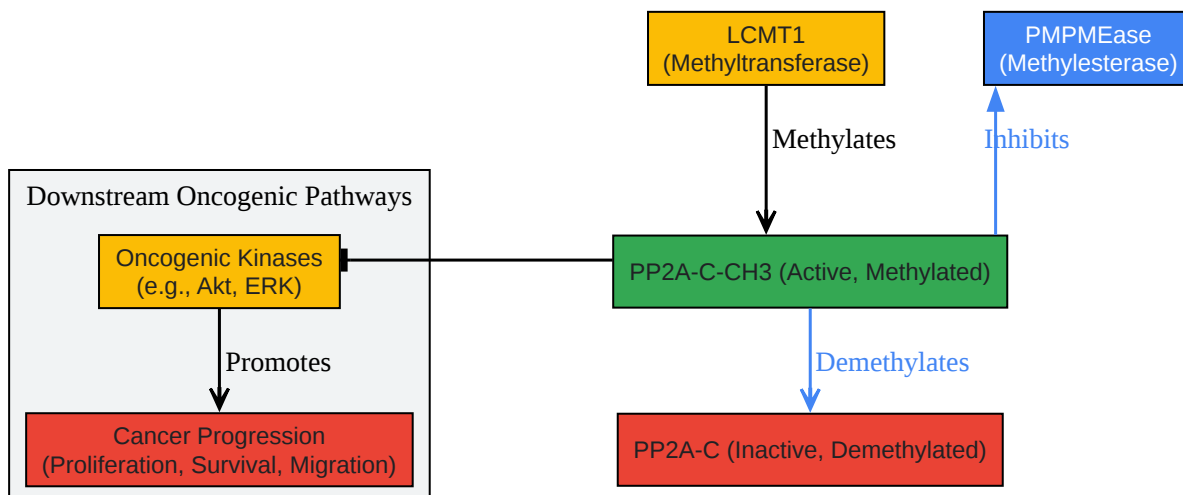 LCMT1
(Methyltransferase)
PMPMEase
(Methylesterase)
Methylates
Inhibits
Downstream Oncogenic Pathways
Oncogenic Kinases
(e.g., Akt, ERK)
PP2A-C-CH3 (Active, Methylated)
Promotes
Demethylates
Cancer Progression
(Proliferation, Survival, Migration)
PP2A-C (Inactive, Demethylated)